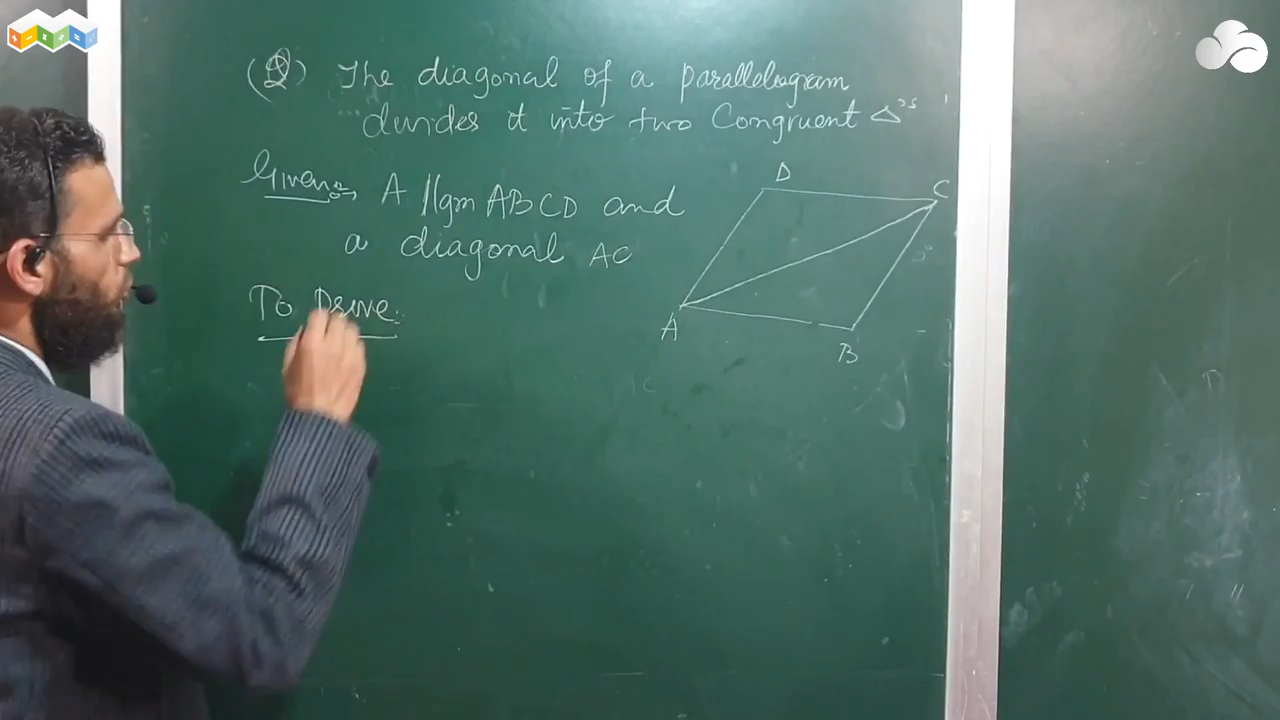 (Q) The diagonal of a parallelogram
divides it into two Congruent Δ's
Given:- A ||gm ABCD and
a diagonal AC
To Prove:
D
C
A
B